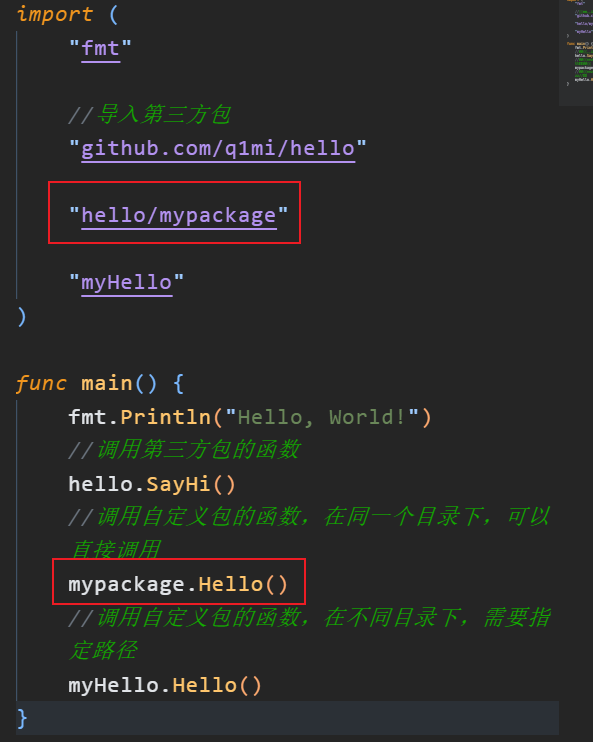 import (
"fmt"
//导入第三方包
"github.com/q1mi/hello"
"hello/mypackage"
"myHello"
)
func main() {
fmt.Println("Hello, World!")
//调用第三方包的函数
hello.SayHi()
//调用自定义包的函数，在同一个目录下，可以
直接调用
mypackage.Hello()
//调用自定义包的函数，在不同目录下，需要指
定路径
myHello.Hello()
}